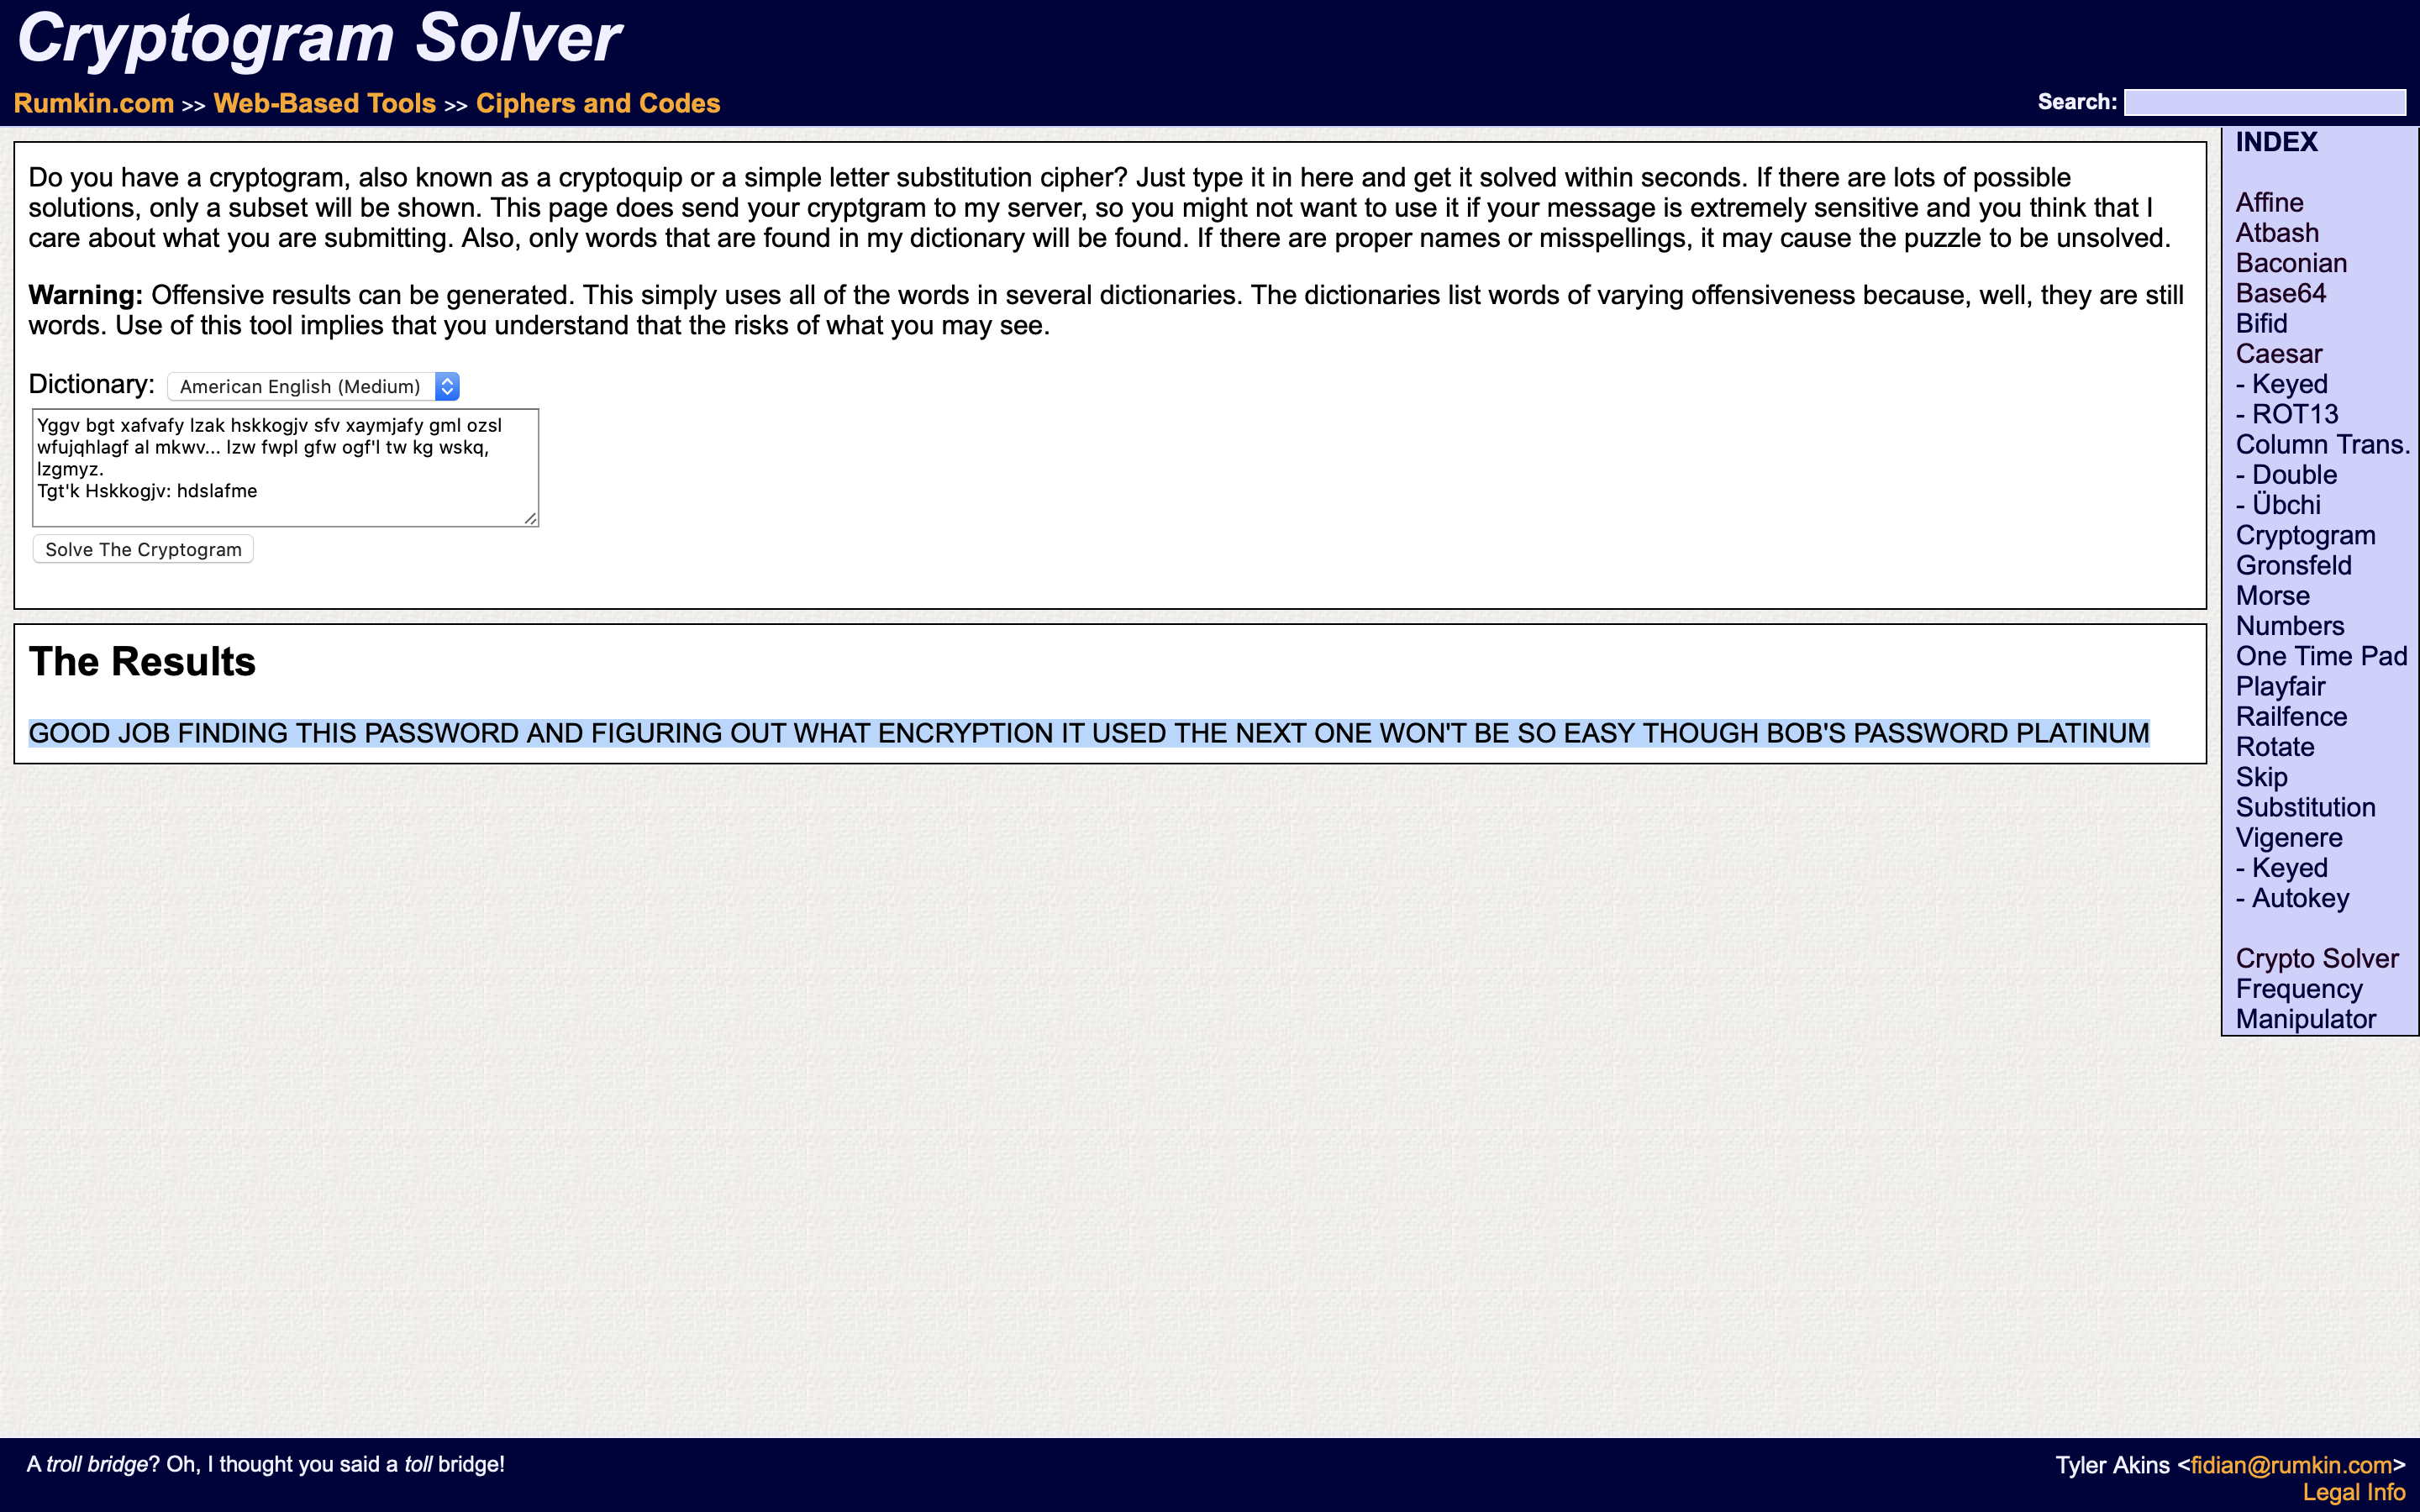 Cryptogram Solver
Rumkin.com >> Web-Based Tools >> Ciphers and Codes
Search:
Do you have a cryptogram, also known as a cryptoquip or a simple letter substitution cipher? Just type it in here and get it solved within seconds. If there are lots of possible
solutions, only a subset will be shown. This page does send your cryptgram to my server, so you might not want to use it if your message is extremely sensitive and you think that I
care about what you are submitting. Also, only words that are found in my dictionary will be found. If there are proper names or misspellings, it may cause the puzzle to be unsolved.
Warning: Offensive results can be generated. This simply uses all of the words in several dictionaries. The dictionaries list words of varying offensiveness because, well, they are still
words. Use of this tool implies that you understand that the risks of what you may see.
Dictionary: American English (Medium)
Yggv bgt xafvafy lzak hskkogjv sfv xaymjafy gml ozsl
wfujqhlagf al mkwv... lzw fwpl gfw ogf'l tw kg wskq,
lzgmyz.
Tgt'k Hskkogjv: hdslafme
Solve The Cryptogram
The Results
GOOD JOB FINDING THIS PASSWORD AND FIGURING OUT WHAT ENCRYPTION IT USED THE NEXT ONE WON'T BE SO EASY THOUGH BOB'S PASSWORD PLATINUM
INDEX
Affine
Atbash
Baconian
Base64
Bifid
Caesar
- Keyed
- ROT13
Column Trans.
- Double
- Übchi
Cryptogram
Gronsfeld
Morse
Numbers
One Time Pad
Playfair
Railfence
Rotate
Skip
Substitution
Vigenere
- Keyed
- Autokey
Crypto Solver
Frequency
Manipulator
A troll bridge? Oh, I thought you said a toll bridge!
Tyler Akins <fidian@rumkin.com>
Legal Info